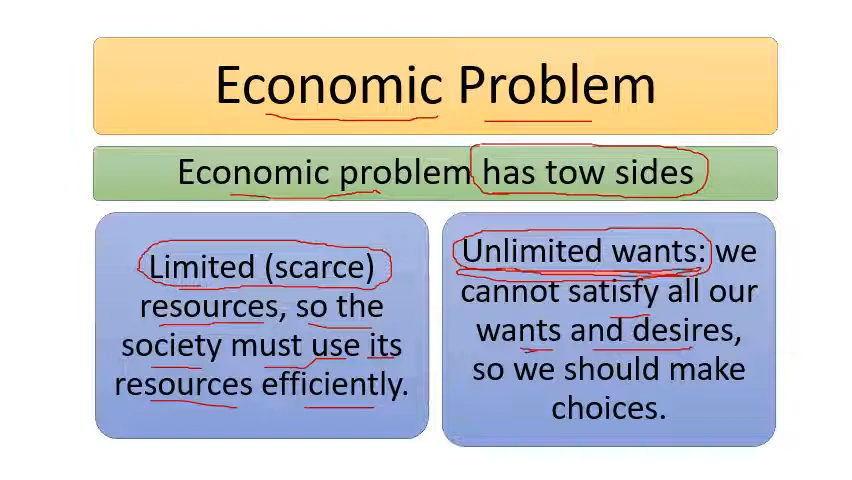 Economic Problem
Economic problem has tow sides
Limited (scarce)
resources, so the
society must use its
resources efficiently.
Unlimited wants: we
cannot satisfy all our
wants and desires,
so we should make
choices.